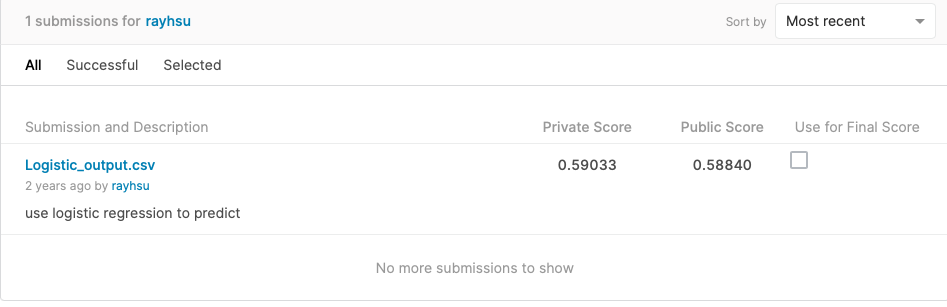 1 submissions for rayhsu
Sort by Most recent
All Successful Selected
Submission and Description Private Score Public Score Use for Final Score
Logistic_output.csv 0.59033 0.58840
2 years ago by rayhsu
use logistic regression to predict
No more submissions to show